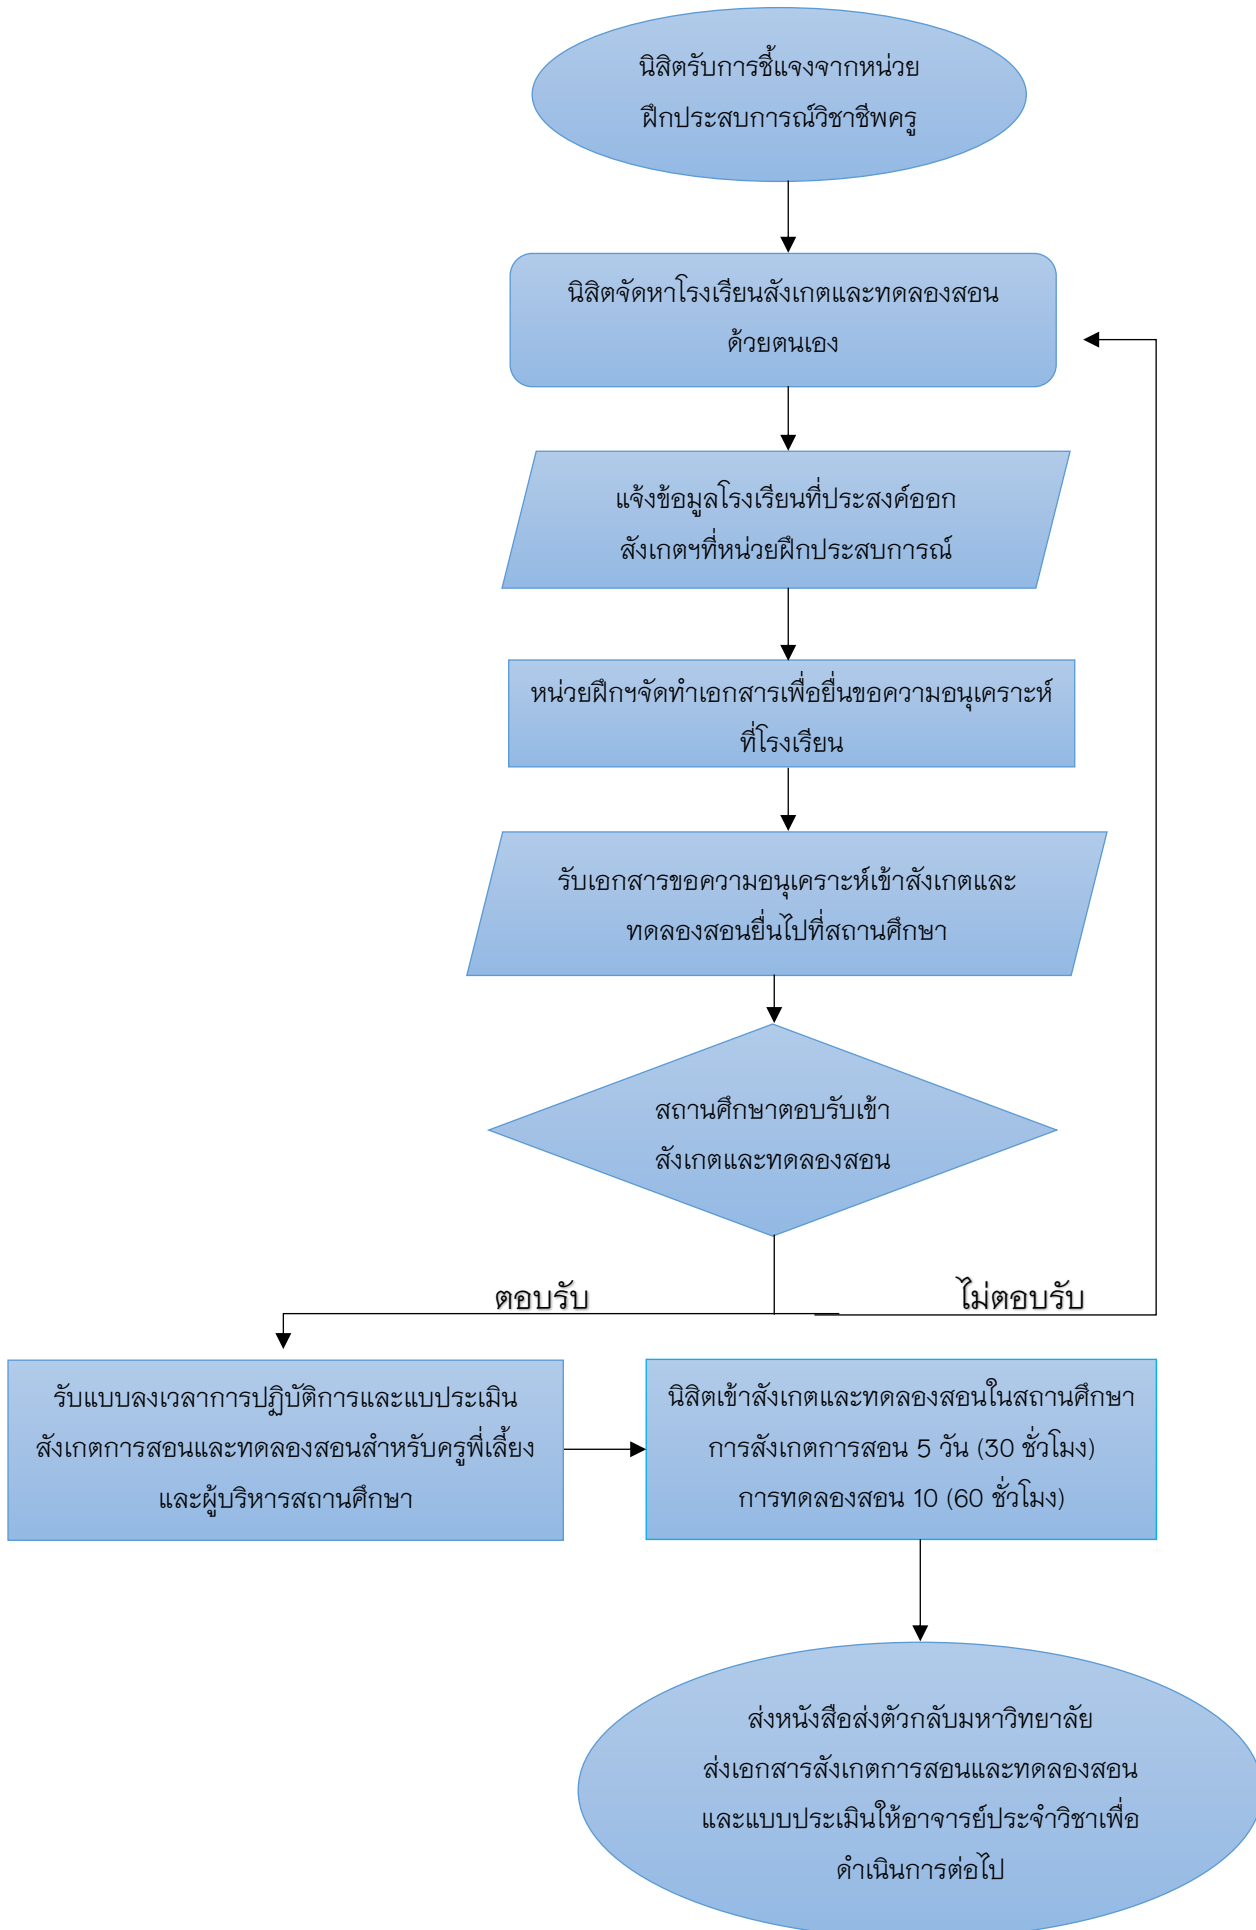 นิสิตรับการชี้แจงจากหน่วย
ฝึกประสบการณ์วิชาชีพครู
นิสิตจัดหาโรงเรียนสังเกตและทดลองสอน
ด้วยตนเอง
แจ้งข้อมูลโรงเรียนที่ประสงค์ออก
สังเกตฯที่หน่วยฝึกประสบการณ์
หน่วยฝึกฯจัดทำเอกสารเพื่อยื่นขอความอนุเคราะห์
ที่โรงเรียน
รับเอกสารขอความอนุเคราะห์เข้าสังเกตและ
ทดลองสอนยื่นไปที่สถานศึกษา
สถานศึกษาตอบรับเข้า
สังเกตและทดลองสอน
ตอบรับ
ไม่ตอบรับ
รับแบบลงเวลาการปฏิบัติการและแบประเมิน
สังเกตการสอนและทดลองสอนสำหรับครูพี่เลี้ยง
และผู้บริหารสถานศึกษา
นิสิตเข้าสังเกตและทดลองสอนในสถานศึกษา
การสังเกตการสอน 5 วัน (30 ชั่วโมง)
การทดลองสอน 10 (60 ชั่วโมง)
ส่งหนังสือส่งตัวกลับมหาวิทยาลัย
ส่งเอกสารสังเกตการสอนและทดลองสอน
และแบบประเมินให้อาจารย์ประจำวิชาเพื่อ
ดำเนินการต่อไป